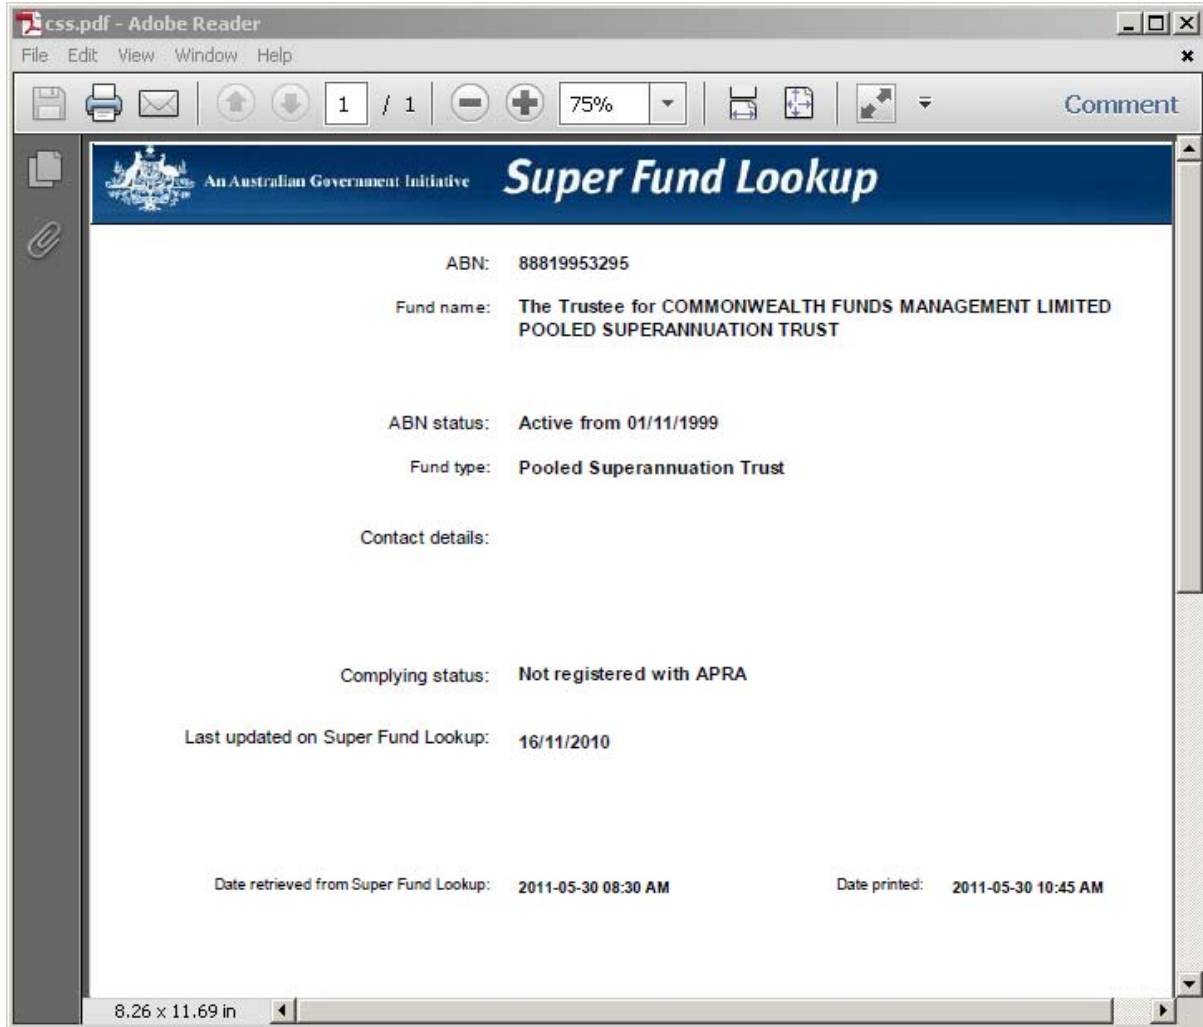 css.pdf - Adobe Reader
File Edit View Window Help
1 / 1 75% Comment
An Australian Government Initiative Super Fund Lookup
ABN: 88819953295
Fund name: The Trustee for COMMONWEALTH FUNDS MANAGEMENT LIMITED
POOLED SUPERANNUATION TRUST
ABN status: Active from 01/11/1999
Fund type: Pooled Superannuation Trust
Contact details:
Complying status: Not registered with APRA
Last updated on Super Fund Lookup: 16/11/2010
Date retrieved from Super Fund Lookup: 2011-05-30 08:30 AM Date printed: 2011-05-30 10:45 AM
8.26 x 11.69 in